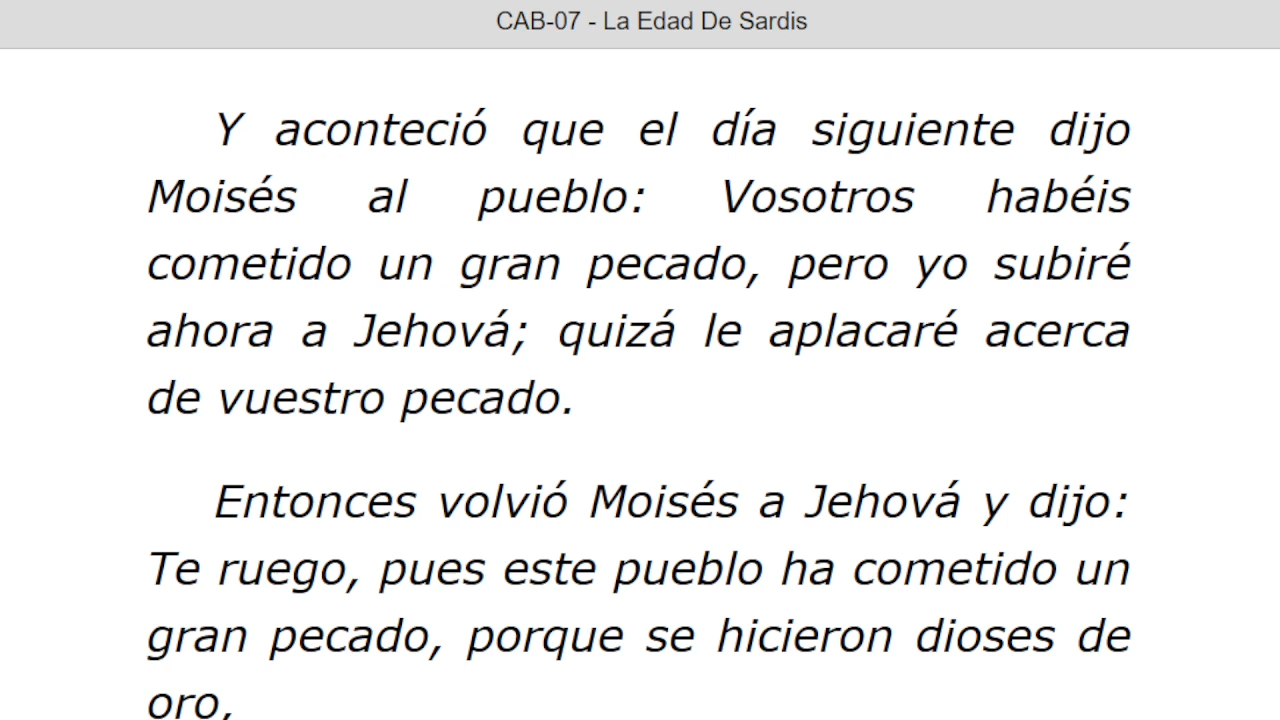 CAB-07 - La Edad De Sardis
Y aconteció que el día siguiente dijo
Moisés al pueblo: Vosotros habéis
cometido un gran pecado, pero yo subiré
ahora a Jehová; quizá le aplacaré acerca
de vuestro pecado.
Entonces volvió Moisés a Jehová y dijo:
Te ruego, pues este pueblo ha cometido un
gran pecado, porque se hicieron dioses de
oro,